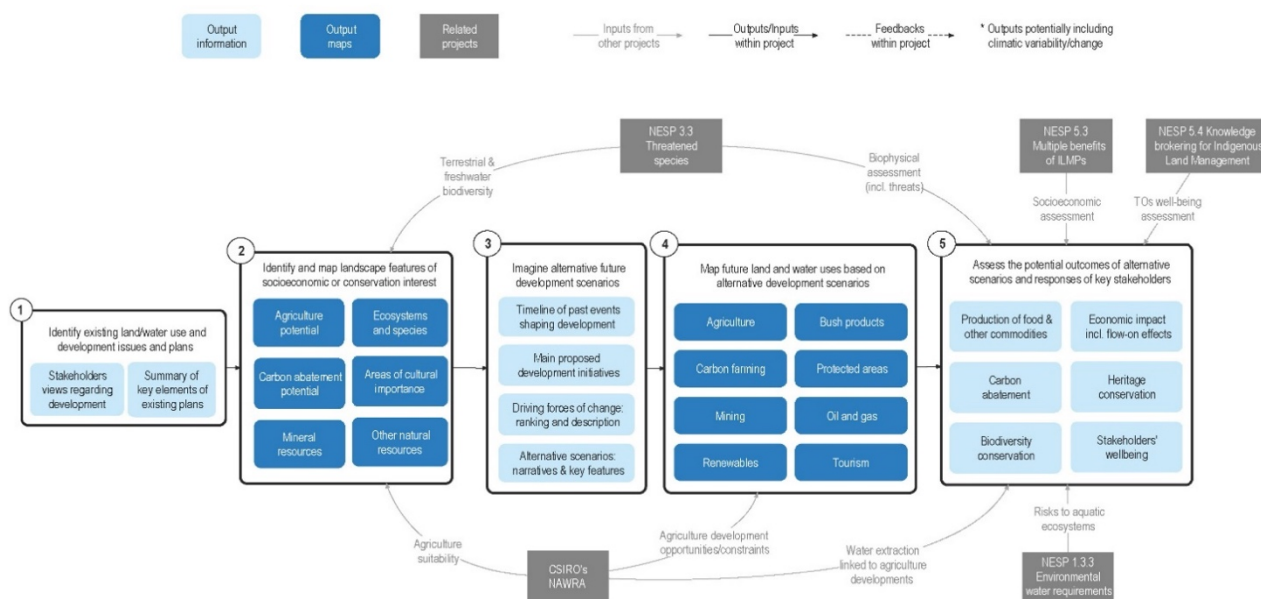 Output
information
Output
maps
Related
projects
Inputs from
other projects
Outputs/Inputs
within project
Feedbacks
within project
* Outputs potentially including
climatic variability/change
NESP 3.3
Threatened
species
NESP 5.3
Multiple benefits
of ILMPs
NESP 5.4 Knowledge
brokering for Indigenous
Land Management
Terrestrial &
freshwater
biodiversity
Biophysical
assessment
(incl. threats)
Socioeconomic
assessment
TOs well-being
assessment
1
Identify existing land/water use and
development issues and plans
Stakeholders
views regarding
development
Summary of
key elements of
existing plans
2
Identify and map landscape features of
socioeconomic or conservation interest
Agriculture
potential
Ecosystems
and species
Carbon abatement
potential
Areas of cultural
importance
Mineral
resources
Other natural
resources
3
Imagine alternative future
development scenarios
Timeline of past events
shaping development
Main proposed
development initiatives
Driving forces of change:
ranking and description
Alternative scenarios:
narratives & key features
4
Map future land and water uses based on
alternative development scenarios
Agriculture
Bush products
Carbon farming
Protected areas
Mining
Oil and gas
Renewables
Tourism
5
Assess the potential outcomes of alternative
scenarios and responses of key stakeholders
Production of food &
other commodities
Economic impact
incl. flow-on effects
Carbon
abatement
Heritage
conservation
Biodiversity
conservation
Stakeholders'
wellbeing
Agriculture
suitability
CSIRO's
NAWRA
Agriculture development
opportunities/constraints
Water extraction
linked to agriculture
developments
Risks to aquatic
ecosystems
NESP 1.3.3
Environmental
water requirements